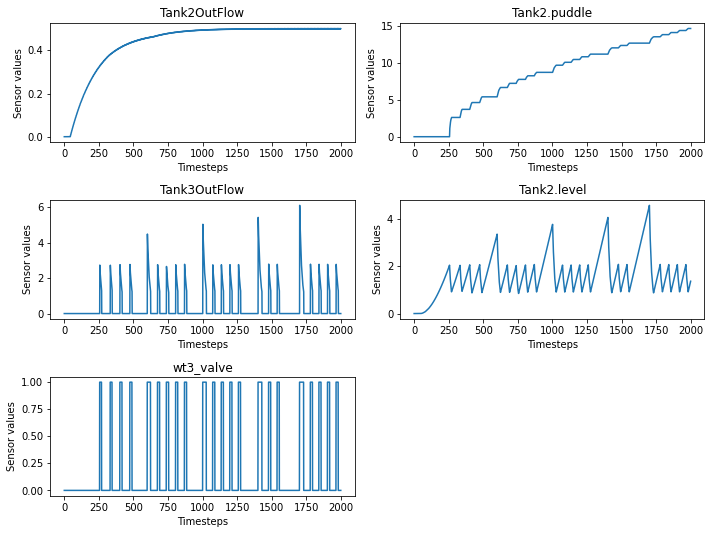 Tank2OutFlow
Sensor values
0.4
0.2
0.0
0 250 500 750 1000 1250 1500 1750 2000
Timesteps
Tank2.puddle
Sensor values
15
10
5
0
0 250 500 750 1000 1250 1500 1750 2000
Timesteps
Tank3OutFlow
Sensor values
6
4
2
0
0 250 500 750 1000 1250 1500 1750 2000
Timesteps
Tank2.level
Sensor values
4
2
0
0 250 500 750 1000 1250 1500 1750 2000
Timesteps
wt3_valve
Sensor values
1.00
0.75
0.50
0.25
0.00
0 250 500 750 1000 1250 1500 1750 2000
Timesteps